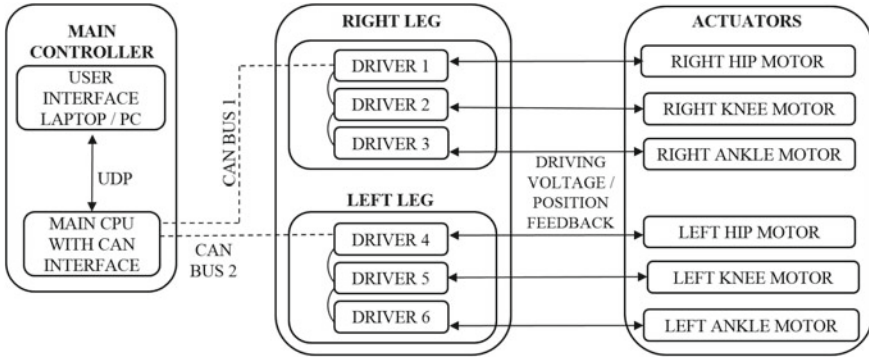 MAIN
CONTROLLER
USER
INTERFACE
LAPTOP / PC
UDP
MAIN CPU
WITH CAN
INTERFACE
CAN BUS 1
CAN
BUS 2
RIGHT LEG
DRIVER 1
DRIVER 2
DRIVER 3
LEFT LEG
DRIVER 4
DRIVER 5
DRIVER 6
DRIVING
VOLTAGE /
POSITION
FEEDBACK
ACTUATORS
RIGHT HIP MOTOR
RIGHT KNEE MOTOR
RIGHT ANKLE MOTOR
LEFT HIP MOTOR
LEFT KNEE MOTOR
LEFT ANKLE MOTOR